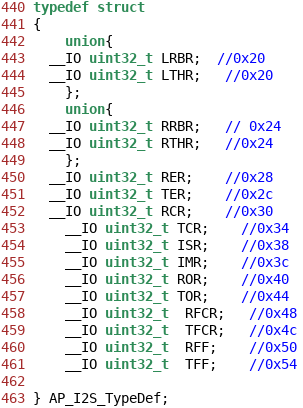 440 typedef struct
441 {
442     union{
443   __IO uint32_t LRBR;  //0x20
444   __IO uint32_t LTHR;   //0x20
445     };
446     union{
447   __IO uint32_t RRBR;   // 0x24
448   __IO uint32_t RTHR;   //0x24
449     };
450   __IO uint32_t RER;    //0x28
451   __IO uint32_t TER;    //0x2c
452   __IO uint32_t RCR;    //0x30
453     __IO uint32_t TCR;    //0x34
454     __IO uint32_t ISR;    //0x38
455     __IO uint32_t IMR;    //0x3c
456     __IO uint32_t ROR;    //0x40
457     __IO uint32_t TOR;    //0x44
458     __IO uint32_t  RFCR;   //0x48
459     __IO uint32_t  TFCR;   //0x4c
460     __IO uint32_t  RFF;    //0x50
461     __IO uint32_t  TFF;    //0x54
462
463 } AP_I2S_TypeDef;